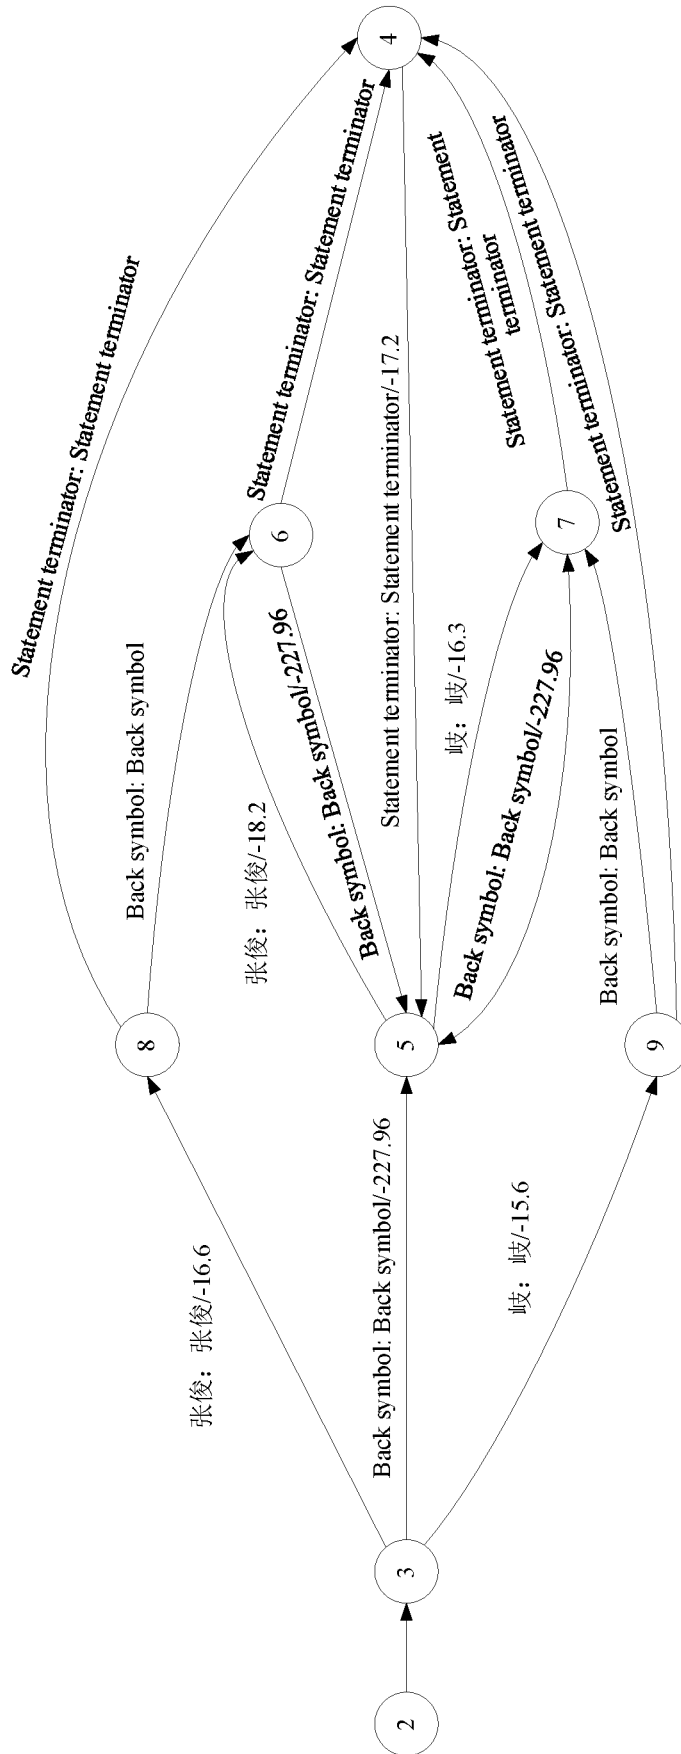 2
3
张俊：张俊/-16.6
Back symbol: Back symbol/-227.96
岐：岐/-15.6
8
5
9
Statement terminator: Statement terminator
Back symbol: Back symbol
张俊：张俊/-18.2
Back symbol: Back symbol/-227.96
Statement terminator: Statement terminator/-17.2
岐：岐/-16.3
Back symbol: Back symbol/-227.96
Back symbol: Back symbol
6
7
Statement terminator: Statement terminator
Statement terminator: Statement
terminator
Statement terminator: Statement terminator
4